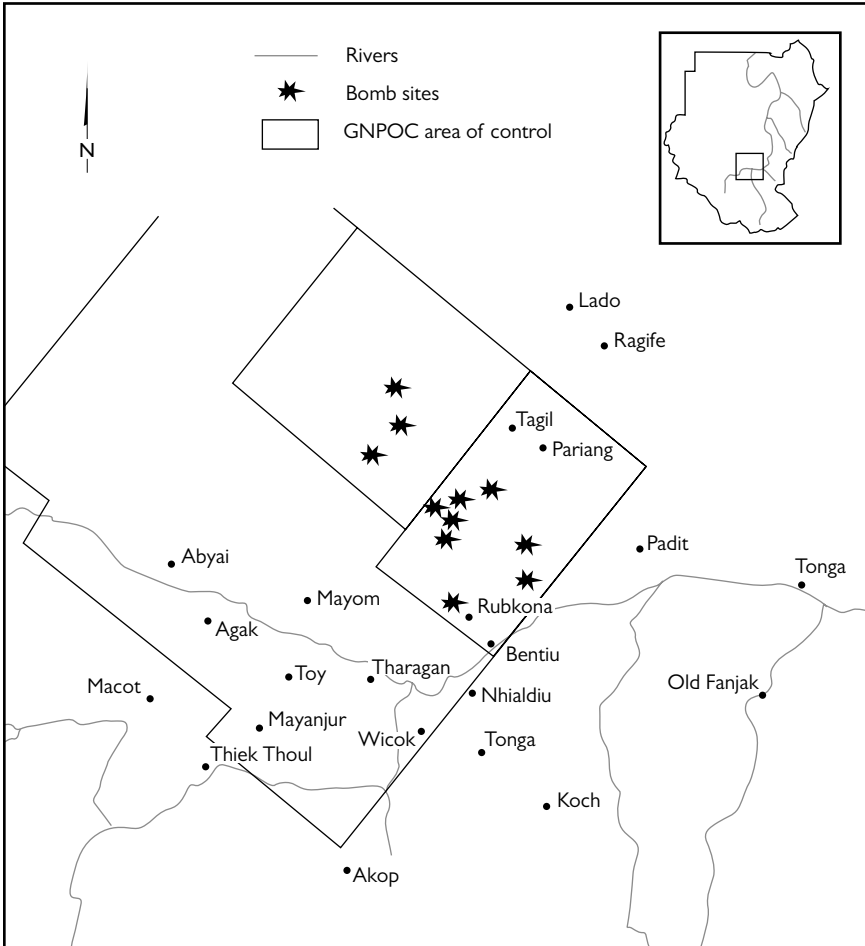 Rivers
Bomb sites
GNPOC area of control
N
Lado
Ragife
Tagil
Pariang
Padit
Abyai
Tonga
Mayom
Rubkona
Agak
Bentiu
Tharagan
Toy
Old Fanjak
Macot
Nhialdiu
Mayanjur
Wicok
Tonga
Thiek Thoul
Koch
Akop